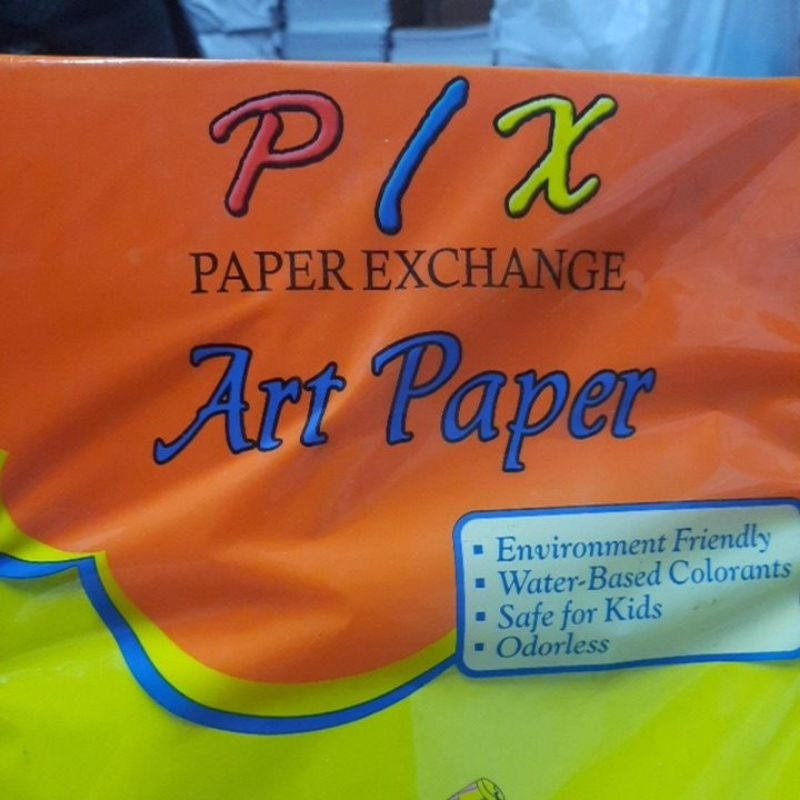 P / X
PAPER EXCHANGE
Art Paper
▪ Environment Friendly
▪ Water-Based Colorants
▪ Safe for Kids
▪ Odorless